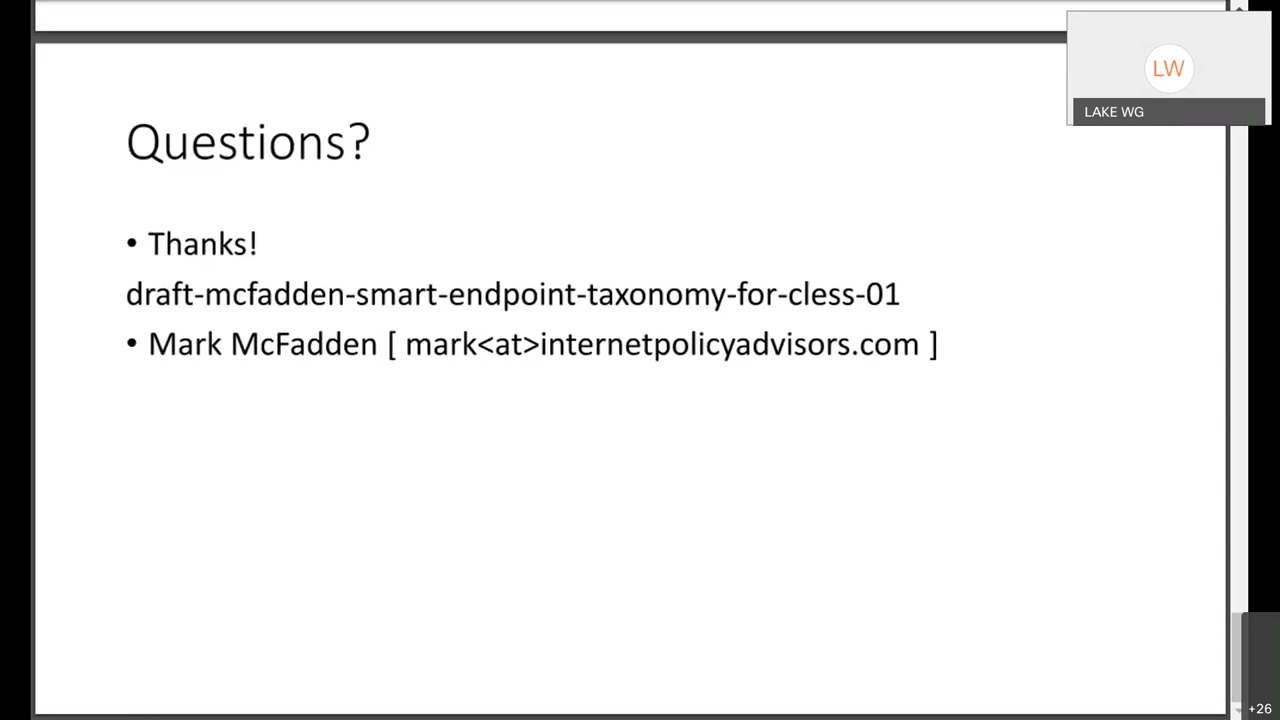 LW
LAKE WG
Questions?
• Thanks!
draft-mcfadden-smart-endpoint-taxonomy-for-cless-01
• Mark McFadden [ mark<at>internetpolicyadvisors.com ]
+26